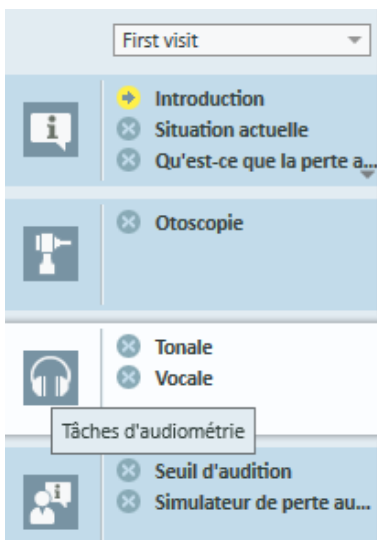 First visit
Introduction
Situation actuelle
Qu'est-ce que la perte a...
Otoscopie
Tonale
Vocale
Tâches d'audiométrie
Seuil d'audition
Simulateur de perte au...